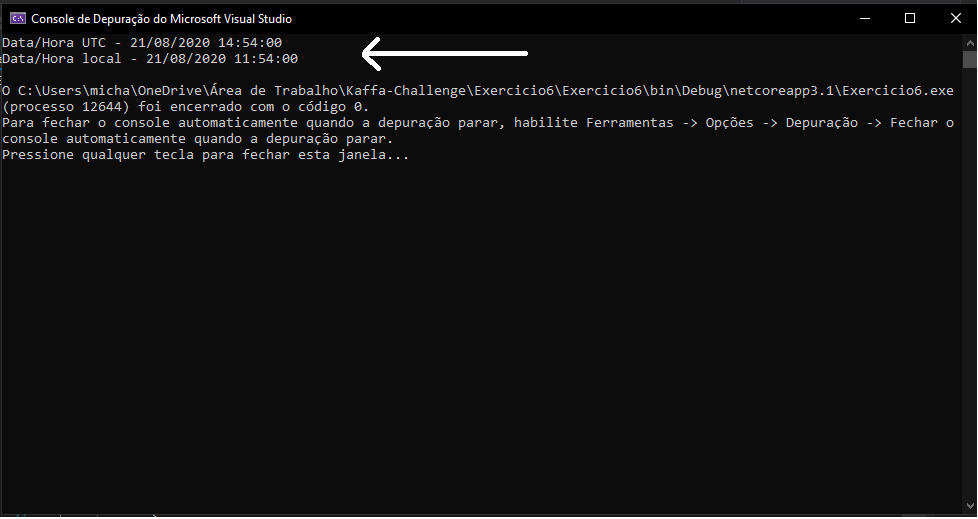 Console de Depuração do Microsoft Visual Studio
Data/Hora UTC - 21/08/2020 14:54:00
Data/Hora local - 21/08/2020 11:54:00
O C:\Users\micha\OneDrive\Área de Trabalho\Kaffa-Challenge\Exercicio6\Exercicio6\bin\Debug\netcoreapp3.1\Exercicio6.exe
(processo 12644) foi encerrado com o código 0.
Para fechar o console automaticamente quando a depuração parar, habilite Ferramentas -> Opções -> Depuração -> Fechar o
console automaticamente quando a depuração parar.
Pressione qualquer tecla para fechar esta janela...